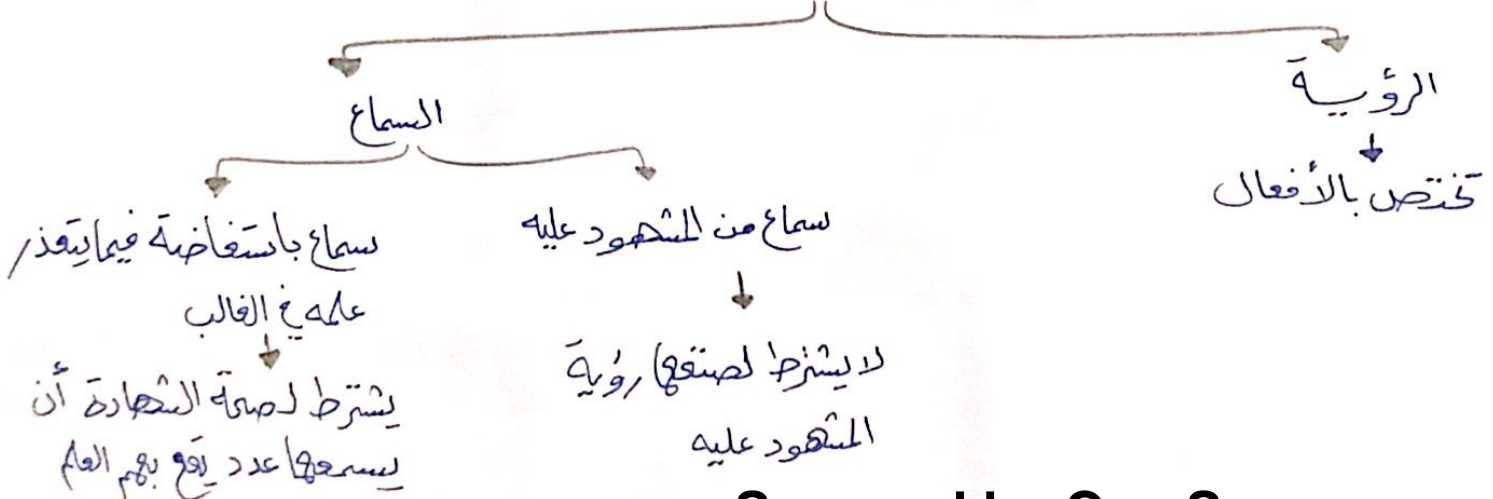 الرؤية
تختص بالأفعال
السماع
سماع من المشهود عليه
لا يشترط لصحتها رؤية
المشهود عليه
سماع باستفاضة فيما يتعذر
علمه في الغالب
يشترط لصحة الشهادة أن
يسمعها عدد يقع بهم العلم